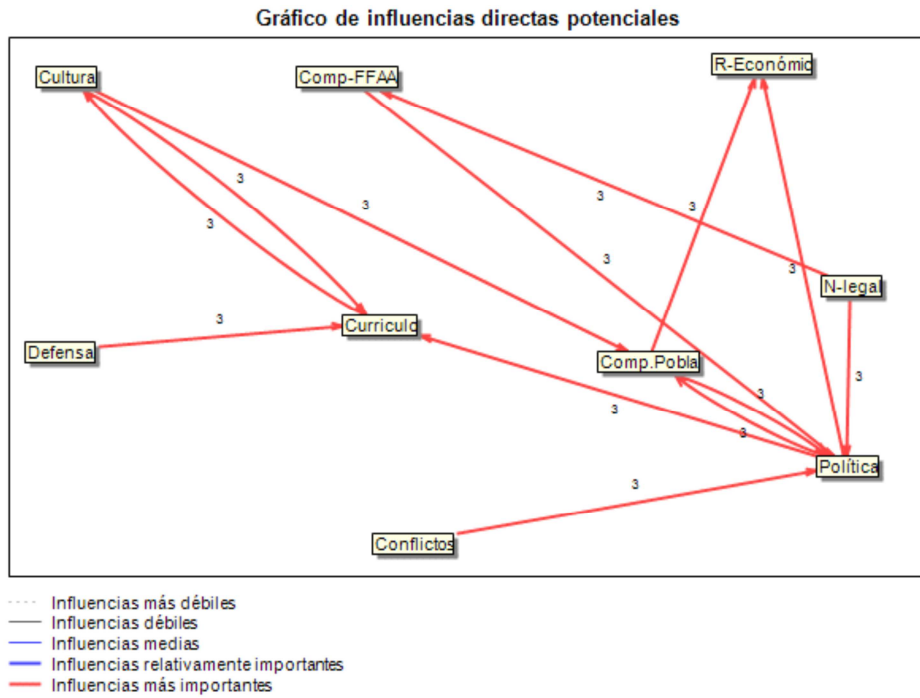 Gráfico de influencias directas potenciales
R-Económic
Cultura
Comp-FFAA
3
3
3
3
3
3
3
N-legal
3
Curriculo
Defensa
Comp.Pobla
3
3
3
3
Política
3
Conflictos
Influencias más débiles
Influencias débiles
Influencias medias
Influencias relativamente importantes
Influencias más importantes